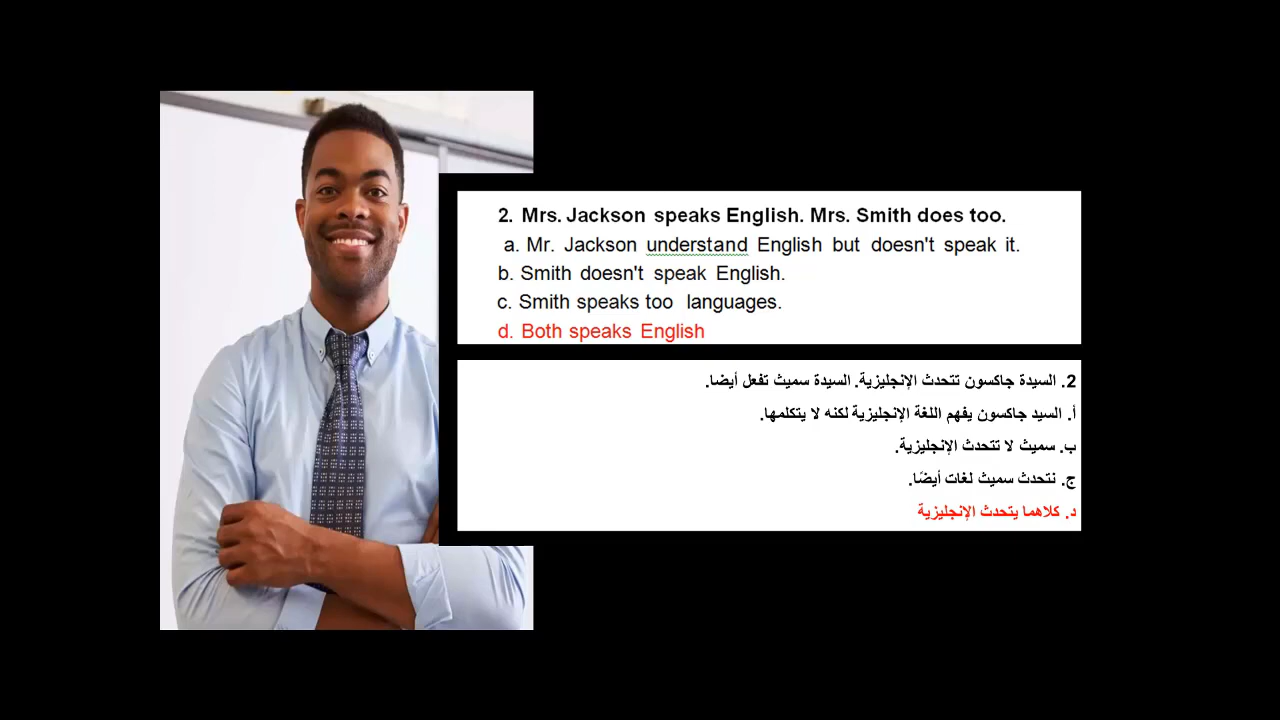 2. Mrs. Jackson speaks English. Mrs. Smith does too.
a. Mr. Jackson understand English but doesn't speak it.
b. Smith doesn't speak English.
c. Smith speaks too languages.
d. Both speaks English
2. السيدة جاكسون تتحدث الإنجليزية. السيدة سميث تفعل أيضا.
أ. السيد جاكسون يفهم اللغة الإنجليزية لكنه لا يتكلمها.
ب. سميث لا تتحدث الإنجليزية.
ج. نتحدث سميث لغات أيضًا.
د. كلاهما يتحدث الإنجليزية